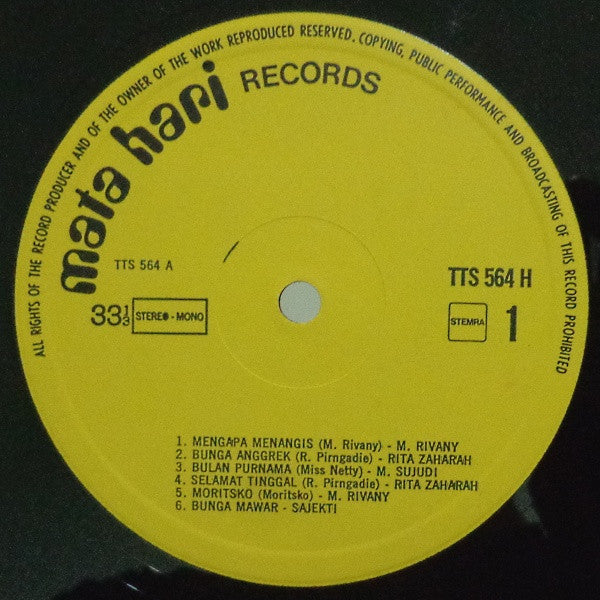 ALL RIGHTS OF THE RECORD PRODUCER AND OF THE OWNER OF THE WORK REPRODUCED RESERVED. COPYING, PUBLIC PERFORMANCE AND BROADCASTING OF THIS RECORD PROHIBITED
mata hari RECORDS
TTS 564 A
TTS 564 H
33 1/3 STEREO - MONO
STEMRA 1
1. MENGAPA MENANGIS (M. Rivany) - M. RIVANY
2. BUNGA ANGGREK (R. Pirngadie) - RITA ZAHARAH
3. BULAN PURNAMA (Miss Netty) - M. SUJUDI
4. SELAMAT TINGGAL (R. Pirngadie) - RITA ZAHARAH
5. MORITSKO (Moritsko) - M. RIVANY
6. BUNGA MAWAR - SAJEKTI